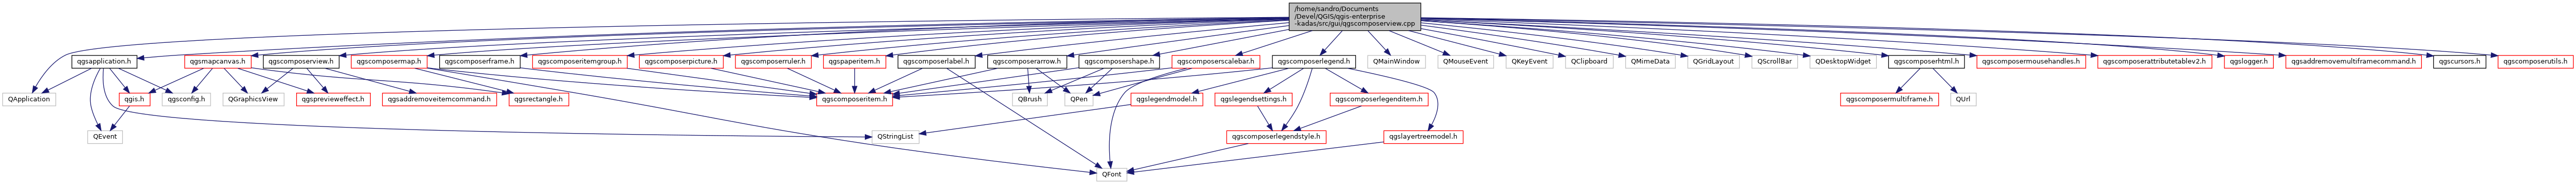 /home/sandro/Documents
/Devel/QGIS/qgis-enterprise
-kadas/src/gui/qgscomposerview.cpp
qgsapplication.h
qgsmapcanvas.h
qgscomposerview.h
qgscomposermap.h
qgscomposerframe.h
qgscomposeritemgroup.h
qgscomposerpicture.h
qgscomposerruler.h
qgspaperitem.h
qgscomposerlabel.h
qgscomposerarrow.h
qgscomposershape.h
qgscomposerscalebar.h
qgscomposerlegend.h
QMainWindow
QMouseEvent
QKeyEvent
QClipboard
QMimeData
QGridLayout
QScrollBar
QDesktopWidget
qgscomposerhtml.h
qgscomposermousehandles.h
qgscomposerattributetablev2.h
qgslogger.h
qgsaddremovemultiframecommand.h
qgscursors.h
qgscomposerutils.h
QApplication
qgis.h
qgsconfig.h
QGraphicsView
qgspreviewեffect.h
qgsaddremoveitemcommand.h
qgsrectangle.h
qgscomposeritem.h
QBrush
QPen
qgslegendmodel.h
qgslegendsettings.h
qgscomposerlegenditem.h
qgscomposermultiframe.h
QUrl
QEvent
QStringList
qgscomposerlegendstyle.h
qgslayertreemodel.h
QFont